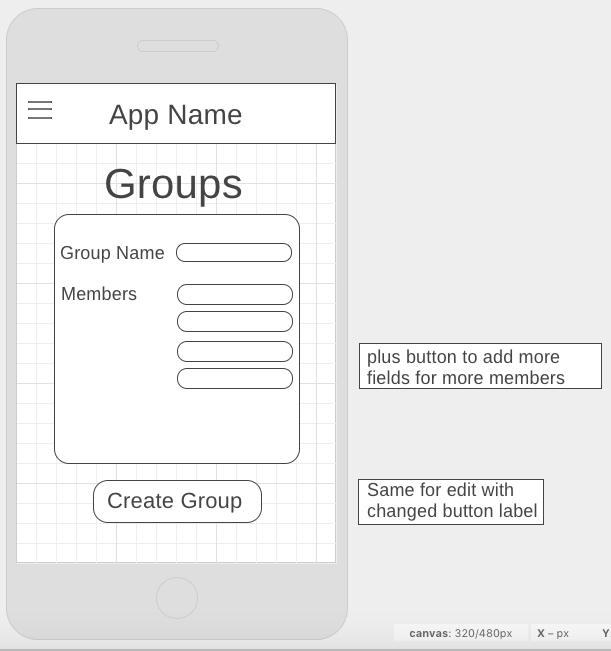 App Name
Groups
Group Name
Members
plus button to add more
fields for more members
Create Group
Same for edit with
changed button label
canvas: 320/480px X – px Y